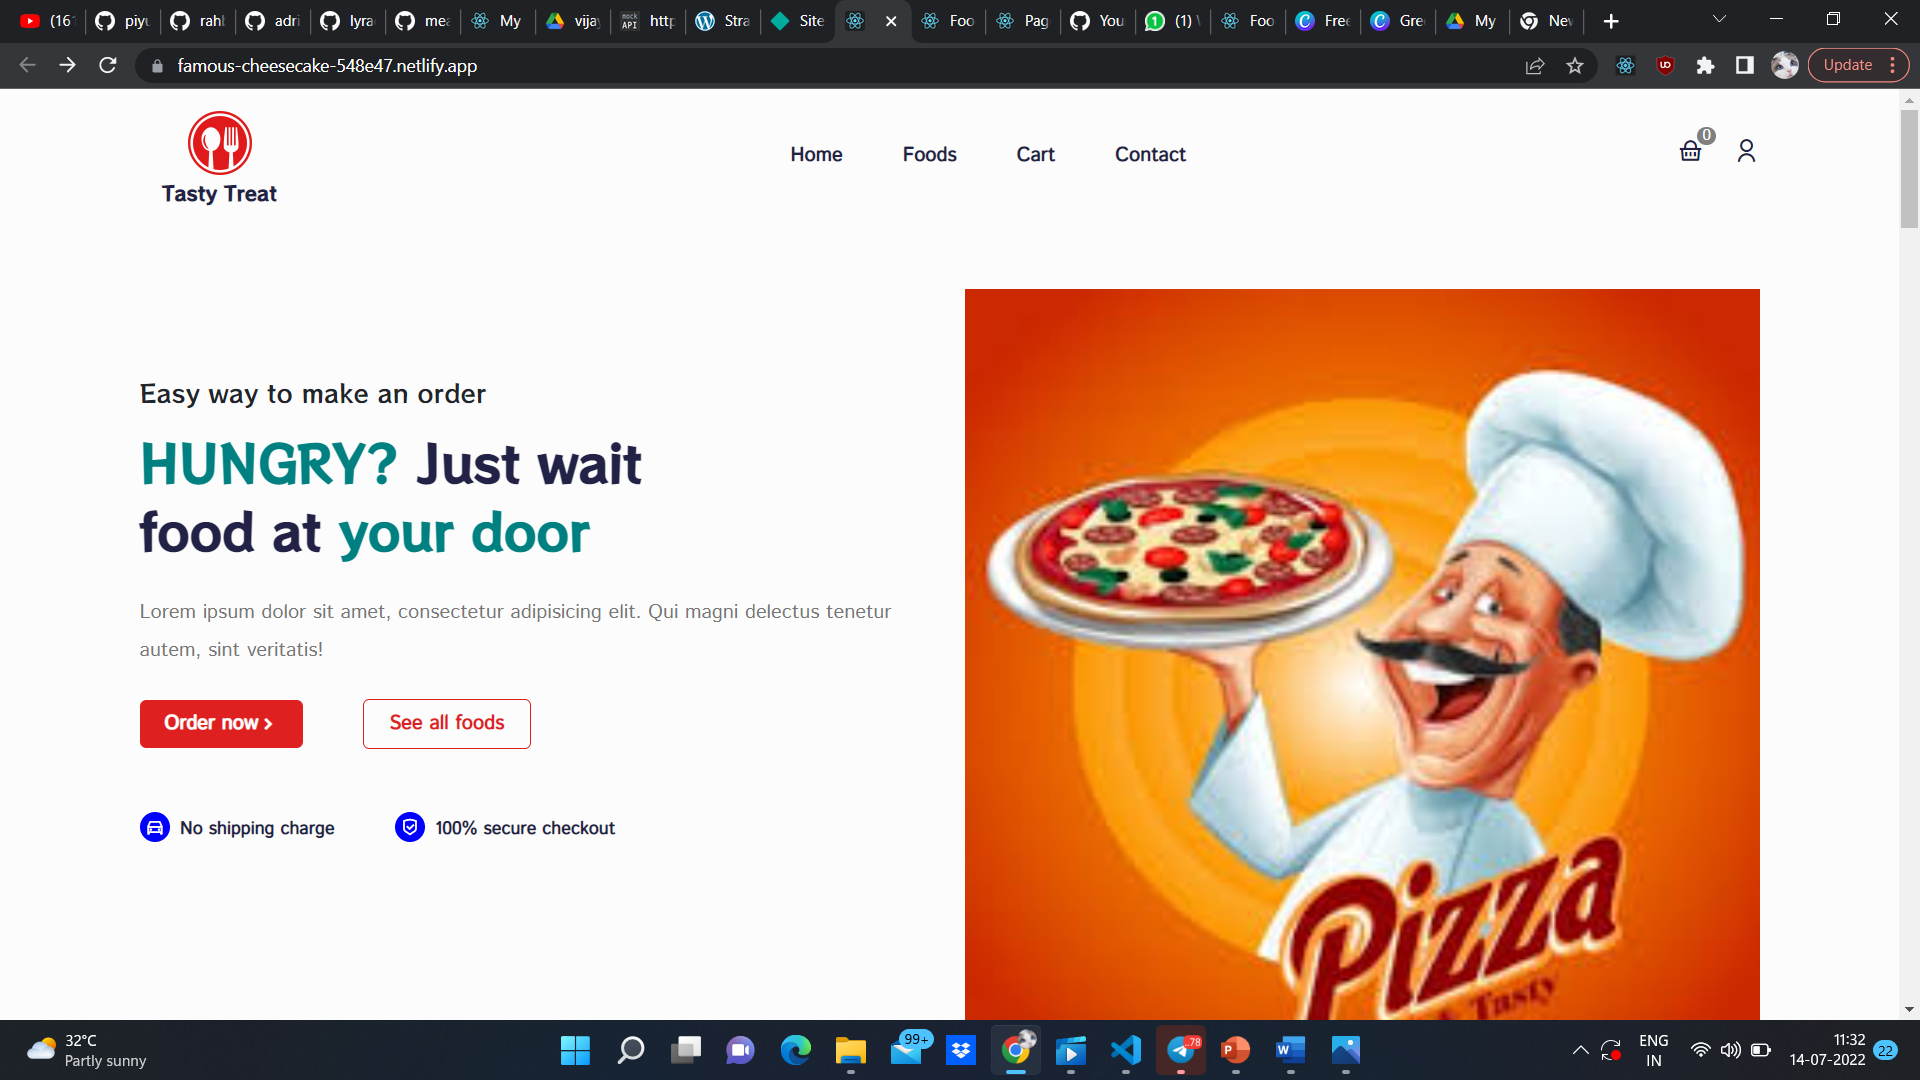 (161
piyu
rahl
adri
lyra
mea
My
vijay
http
Stra
Site
Foo
Pag
You
(1)
Foo
Free
Gre
My
New
famous-cheesecake-548e47.netlify.app
Update
Tasty Treat
Home
Foods
Cart
Contact
0
Easy way to make an order
HUNGRY? Just wait
food at your door
Lorem ipsum dolor sit amet, consectetur adipisicing elit. Qui magni delectus tenetur
autem, sint veritatis!
Order now
See all foods
No shipping charge
100% secure checkout
Pizza
Tasty
32°C
Partly sunny
99+
78
ENG
IN
11:32
14-07-2022
22